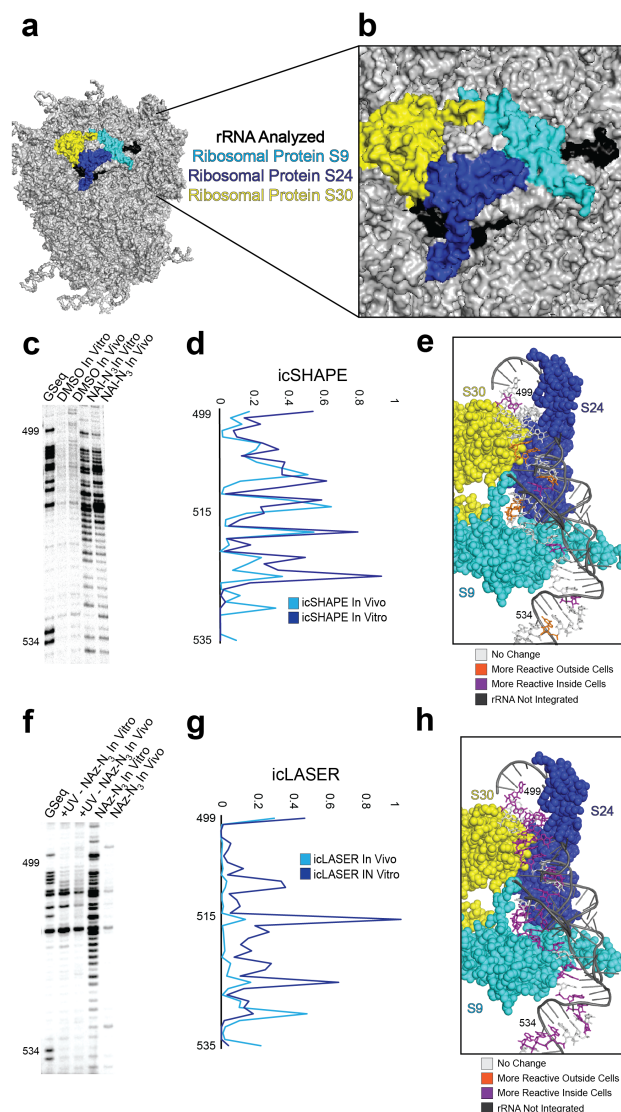 a
b
rRNA Analyzed
Ribosomal Protein S9
Ribosomal Protein S24
Ribosomal Protein S30
c
GSeq
DMSO In Vitro
DMSO In Vivo
NAI-N3 In Vitro
NAI-N3 In Vivo
499
534
d
icSHAPE
0
0.2
0.4
0.6
0.8
1
499
515
535
icSHAPE In Vivo
icSHAPE In Vitro
e
S30
499
S24
S9
534
No Change
More Reactive Outside Cells
More Reactive Inside Cells
rRNA Not Integrated
f
GSeq
+UV - NAz-N3 In Vitro
+UV - NAz-N3 In Vivo
NAz-N3 In Vitro
NAz-N3 In Vivo
499
534
g
icLASER
0
0.2
0.4
0.6
0.8
1
499
515
535
icLASER In Vivo
icLASER IN Vitro
h
S30
499
S24
S9
534
No Change
More Reactive Outside Cells
More Reactive Inside Cells
rRNA Not Integrated